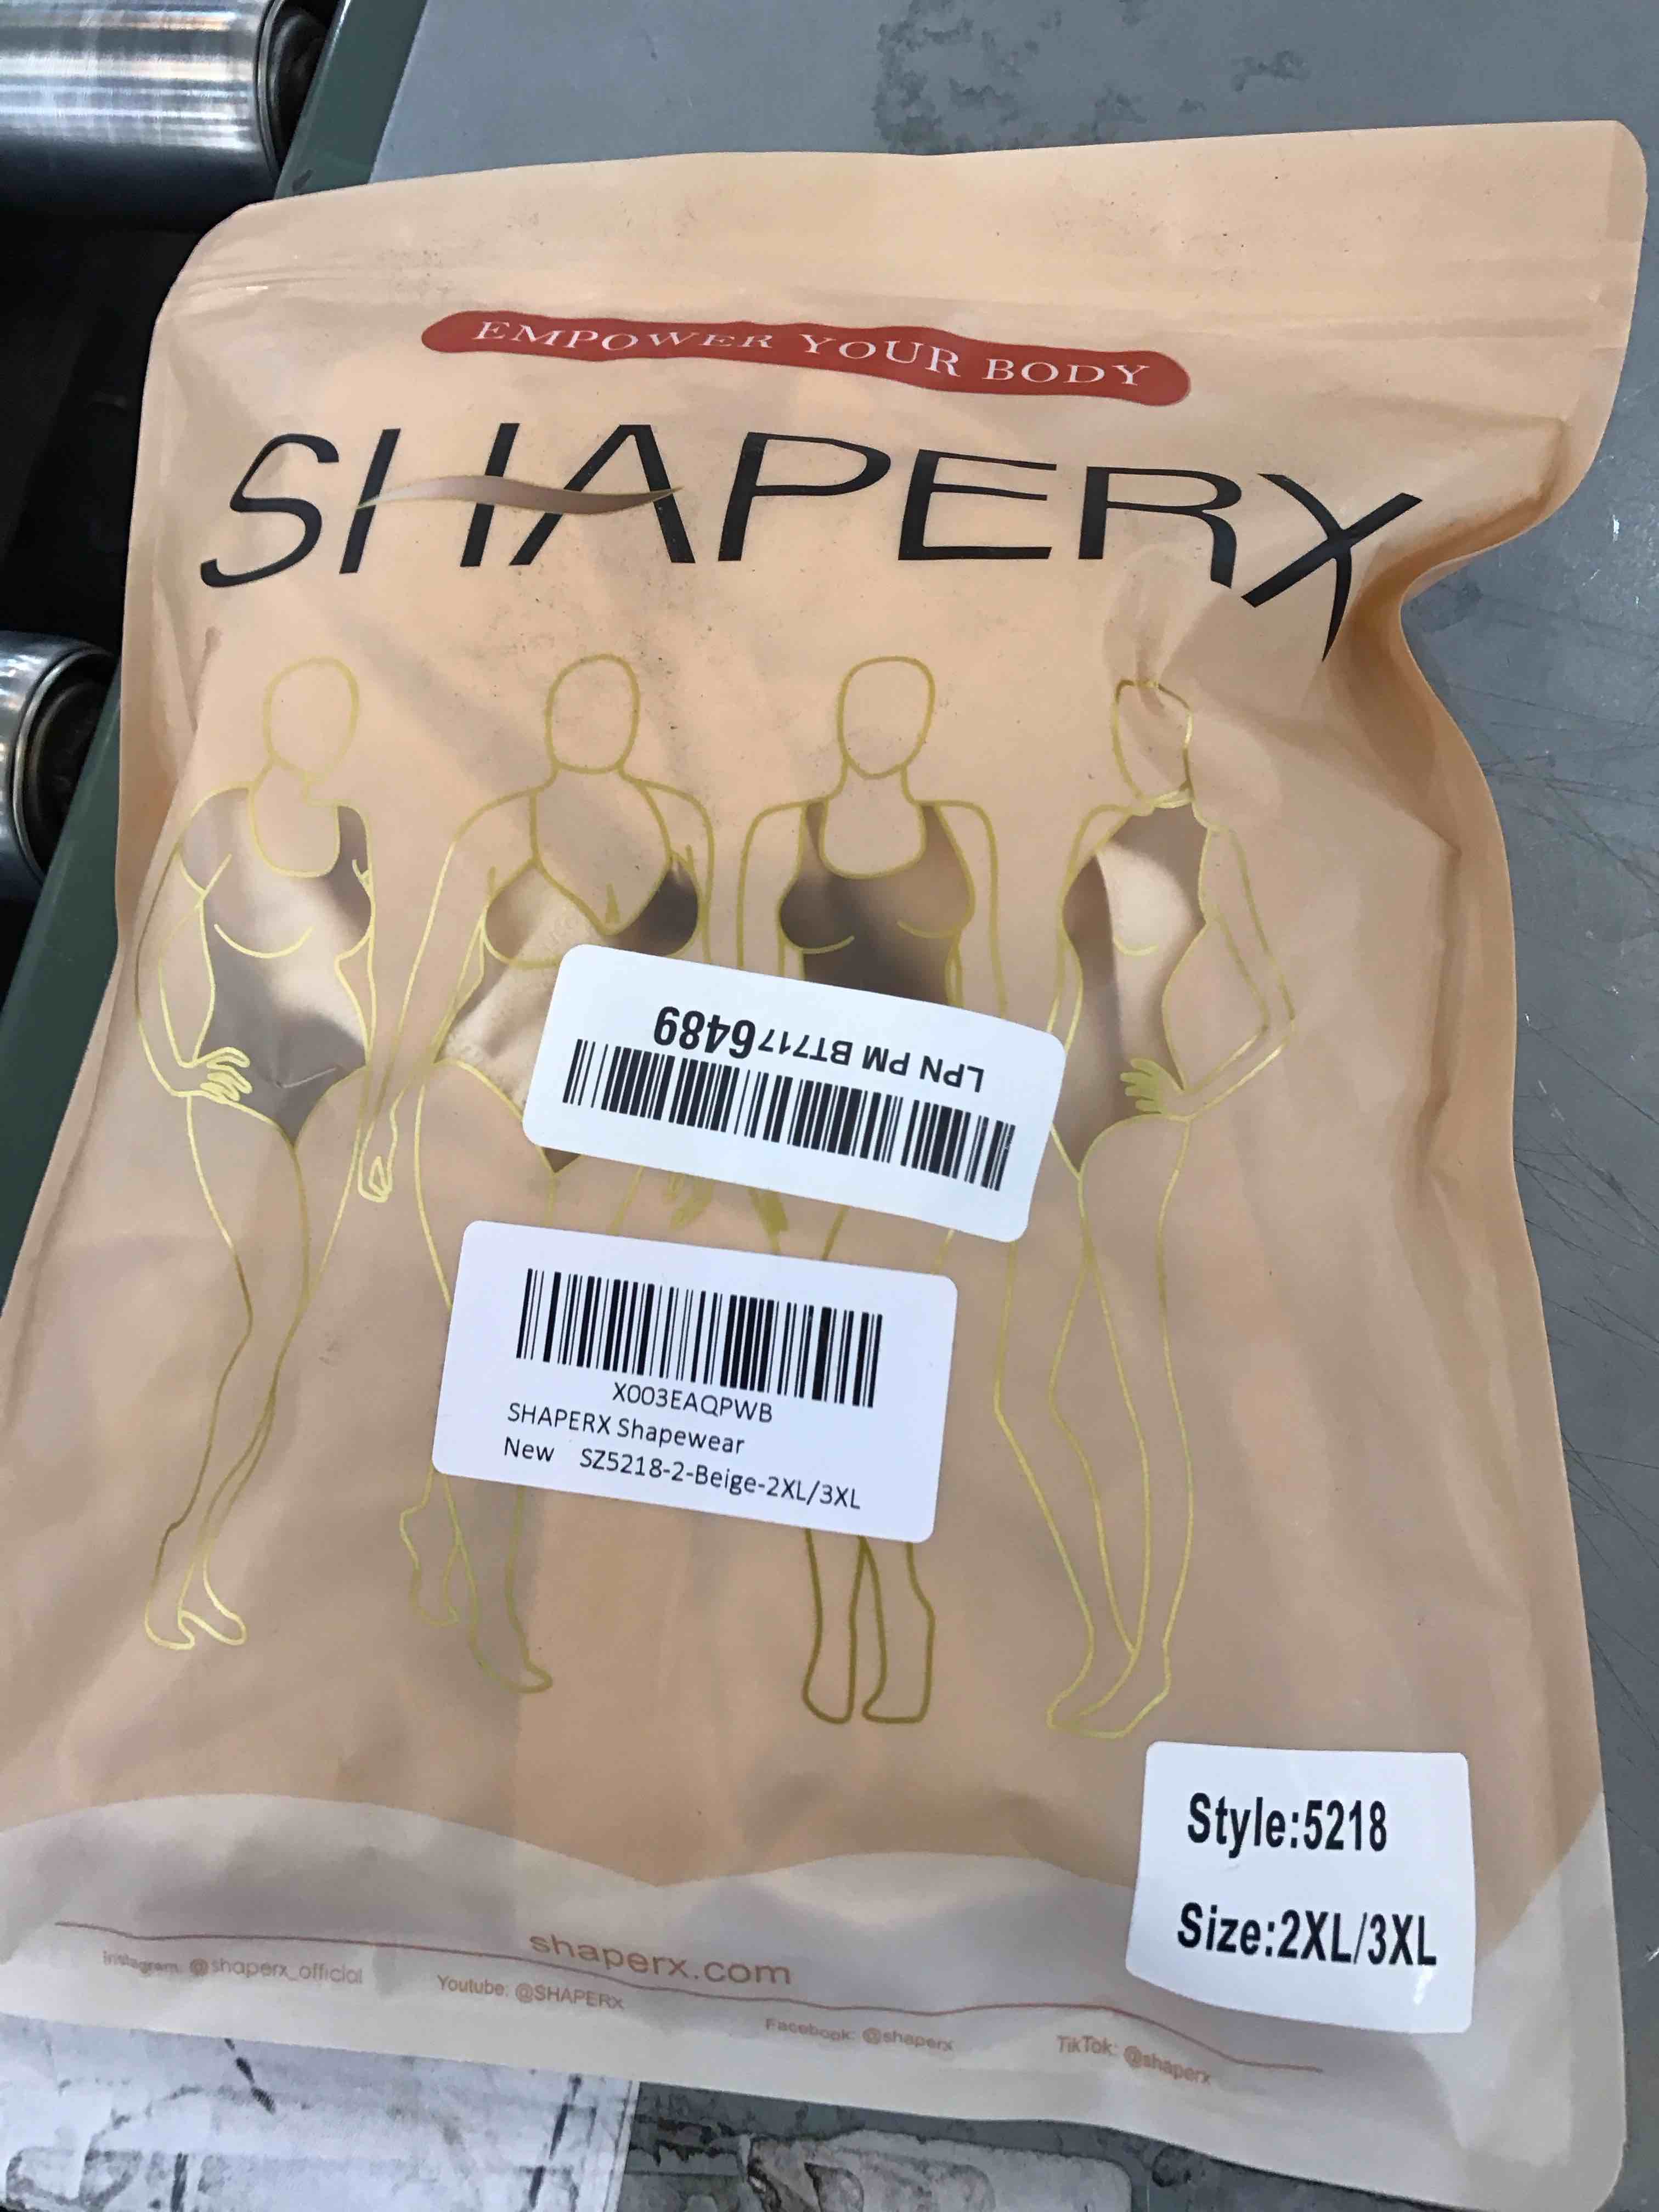 EMPOWER YOUR BODY
SHAPERX
LPN PM BT7176489
X003EAQPWB
SHAPERX Shapewear
New SZ5218-2-Beige-2XL/3XL
Style:5218
Size:2XL/3XL
shaperx.com
Instagram: @shaperx_official
Youtube: @SHAPERX
Facebook: @shaperx
TikTok: @shaperx